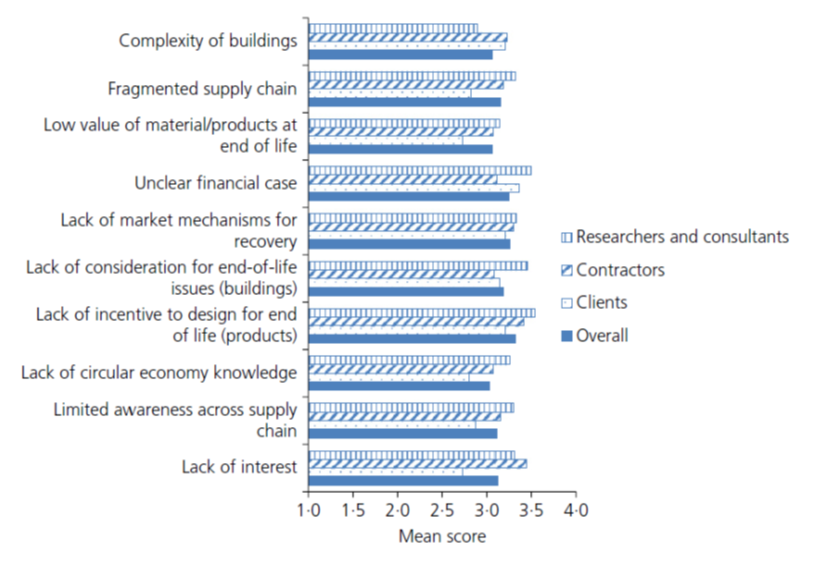 Complexity of buildings
Fragmented supply chain
Low value of material/products at
end of life
Unclear financial case
Lack of market mechanisms for
recovery
Lack of consideration for end-of-life
issues (buildings)
Lack of incentive to design for end
of life (products)
Lack of circular economy knowledge
Limited awareness across supply
chain
Lack of interest
1·0 1·5 2·0 2·5 3·0 3·5 4·0
Mean score
Researchers and consultants
Contractors
Clients
Overall